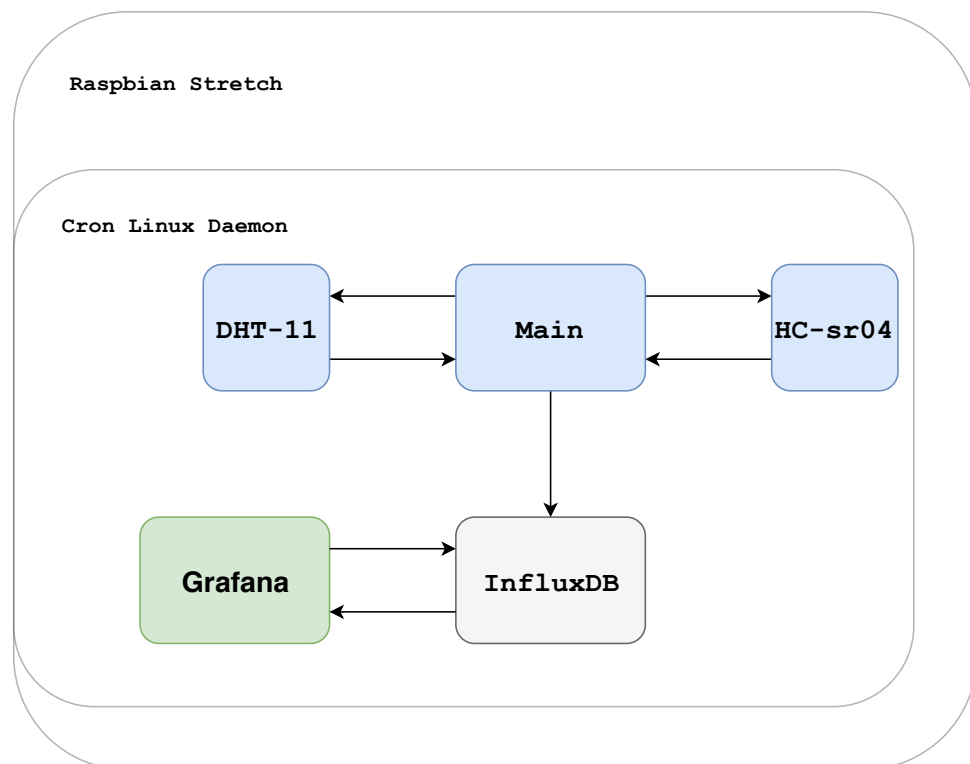 Raspbian Stretch
Cron Linux Daemon
DHT-11
Main
HC-sr04
Grafana
InfluxDB